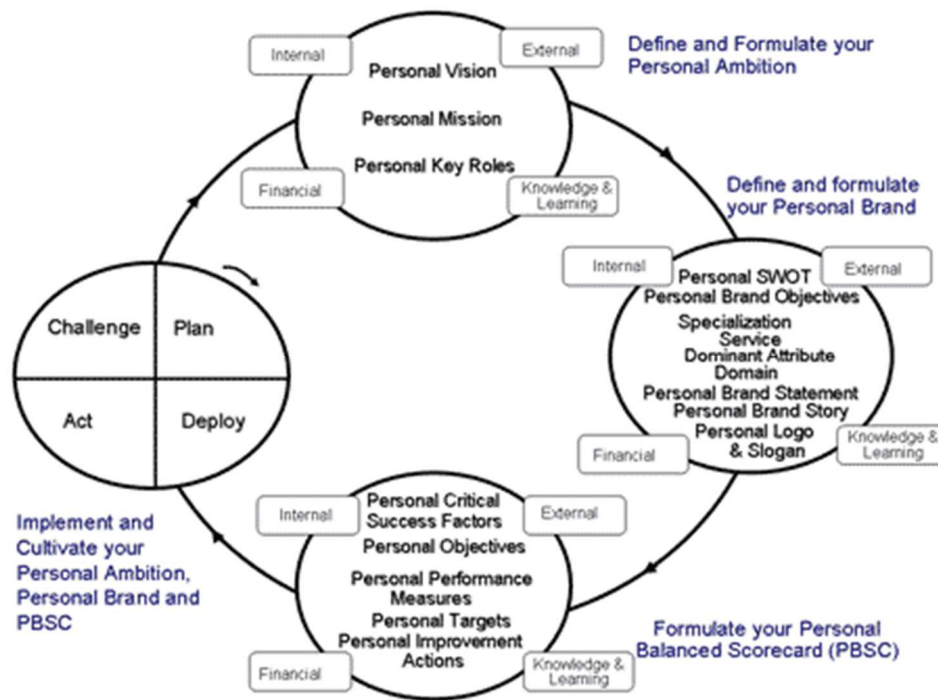 Internal
External
Personal Vision
Personal Mission
Personal Key Roles
Financial
Knowledge &
Learning
Define and Formulate your
Personal Ambition
Define and formulate
your Personal Brand
Internal
External
Personal SWOT
Personal Brand Objectives
Specialization
Service
Dominant Attribute
Domain
Personal Brand Statement
Personal Brand Story
Personal Logo
& Slogan
Financial
Knowledge &
Learning
Challenge
Plan
Act
Deploy
Internal
External
Personal Critical
Success Factors
Personal Objectives
Personal Performance
Measures
Personal Targets
Personal Improvement
Actions
Financial
Knowledge &
Learning
Formulate your Personal
Balanced Scorecard (PBSC)
Implement and
Cultivate your
Personal Ambition,
Personal Brand and
PBSC